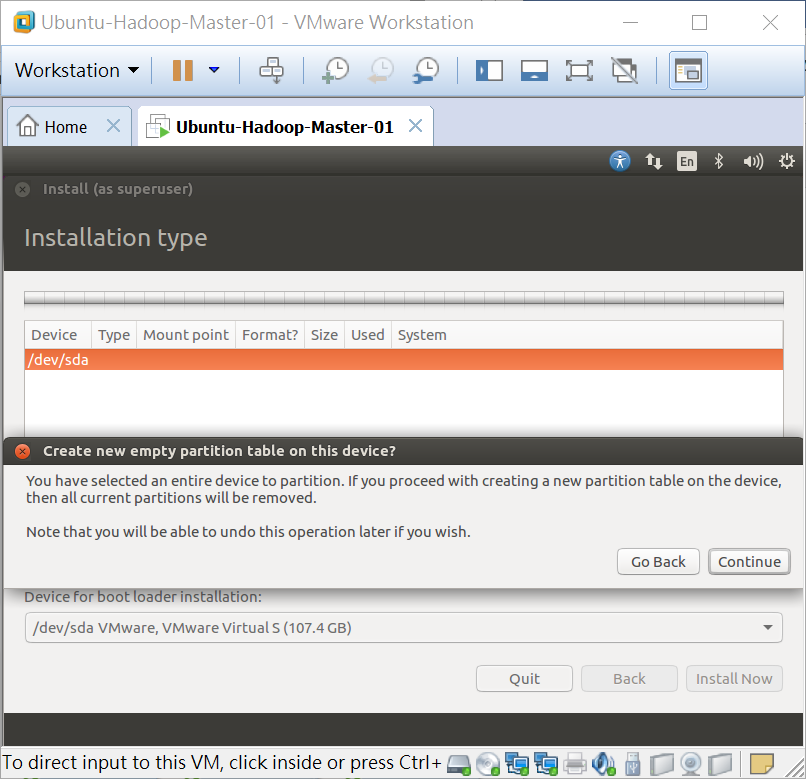 Ubuntu-Hadoop-Master-01 - VMware Workstation
Workstation
Home
Ubuntu-Hadoop-Master-01
En
Install (as superuser)
Installation type
Device Type Mount point Format? Size Used System
/dev/sda
Create new empty partition table on this device?
You have selected an entire device to partition. If you proceed with creating a new partition table on the device,
then all current partitions will be removed.
Note that you will be able to undo this operation later if you wish.
Go Back Continue
Device for boot loader installation:
/dev/sda VMware, VMware Virtual S (107.4 GB)
Quit Back Install Now
To direct input to this VM, click inside or press Ctrl+